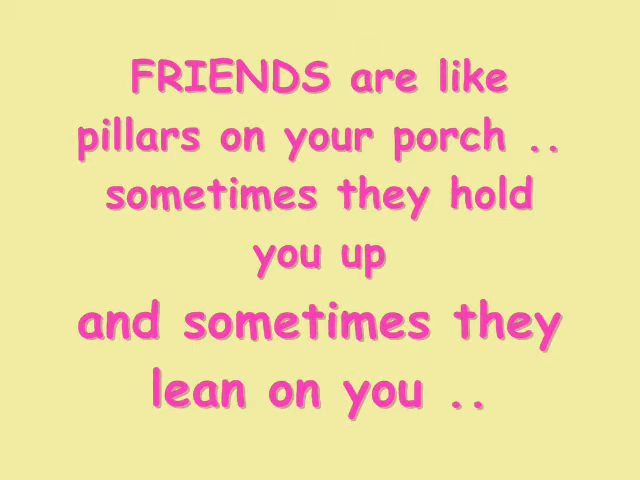 FRIENDS are like
pillars on your porch ..
sometimes they hold
you up
and sometimes they
lean on you ..